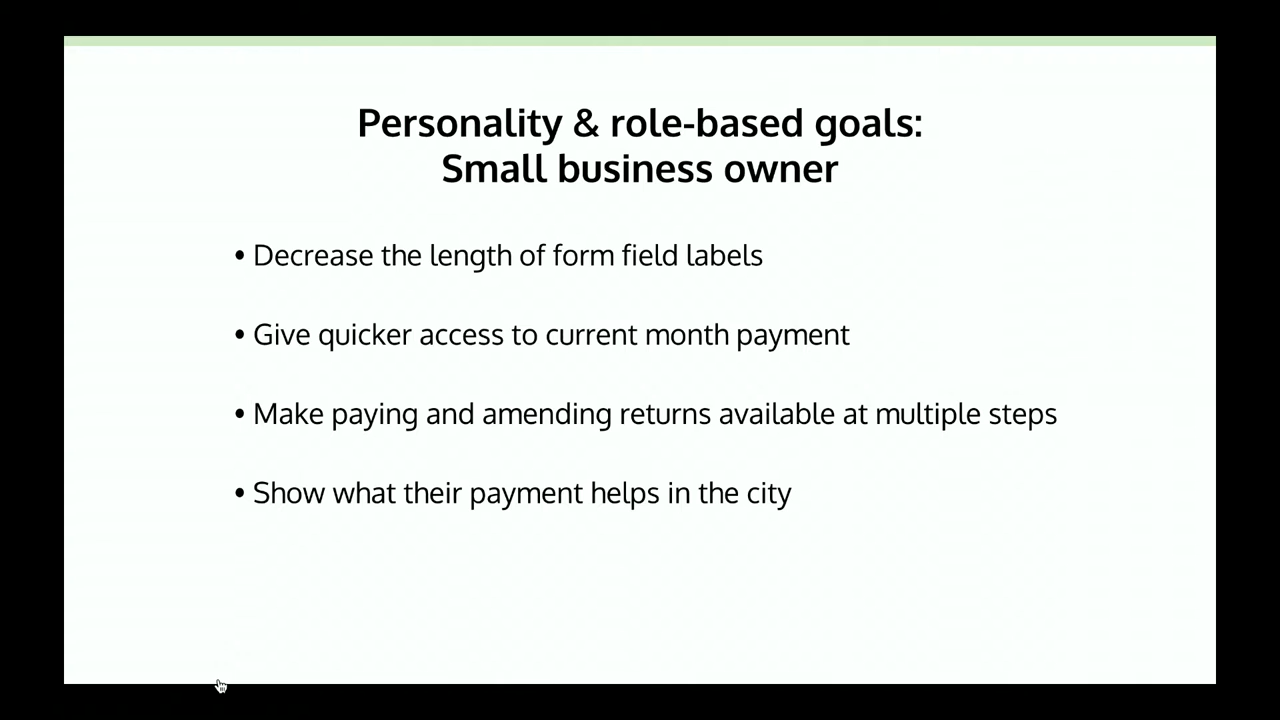 Personality & role-based goals:
Small business owner
• Decrease the length of form field labels
• Give quicker access to current month payment
• Make paying and amending returns available at multiple steps
• Show what their payment helps in the city